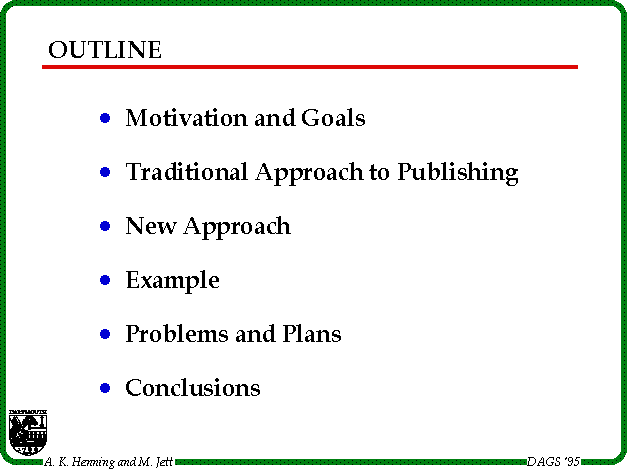 OUTLINE
• Motivation and Goals
• Traditional Approach to Publishing
• New Approach
• Example
• Problems and Plans
• Conclusions
DARTMOUTH
A. K. Henning and M. Jett
DAGS '95